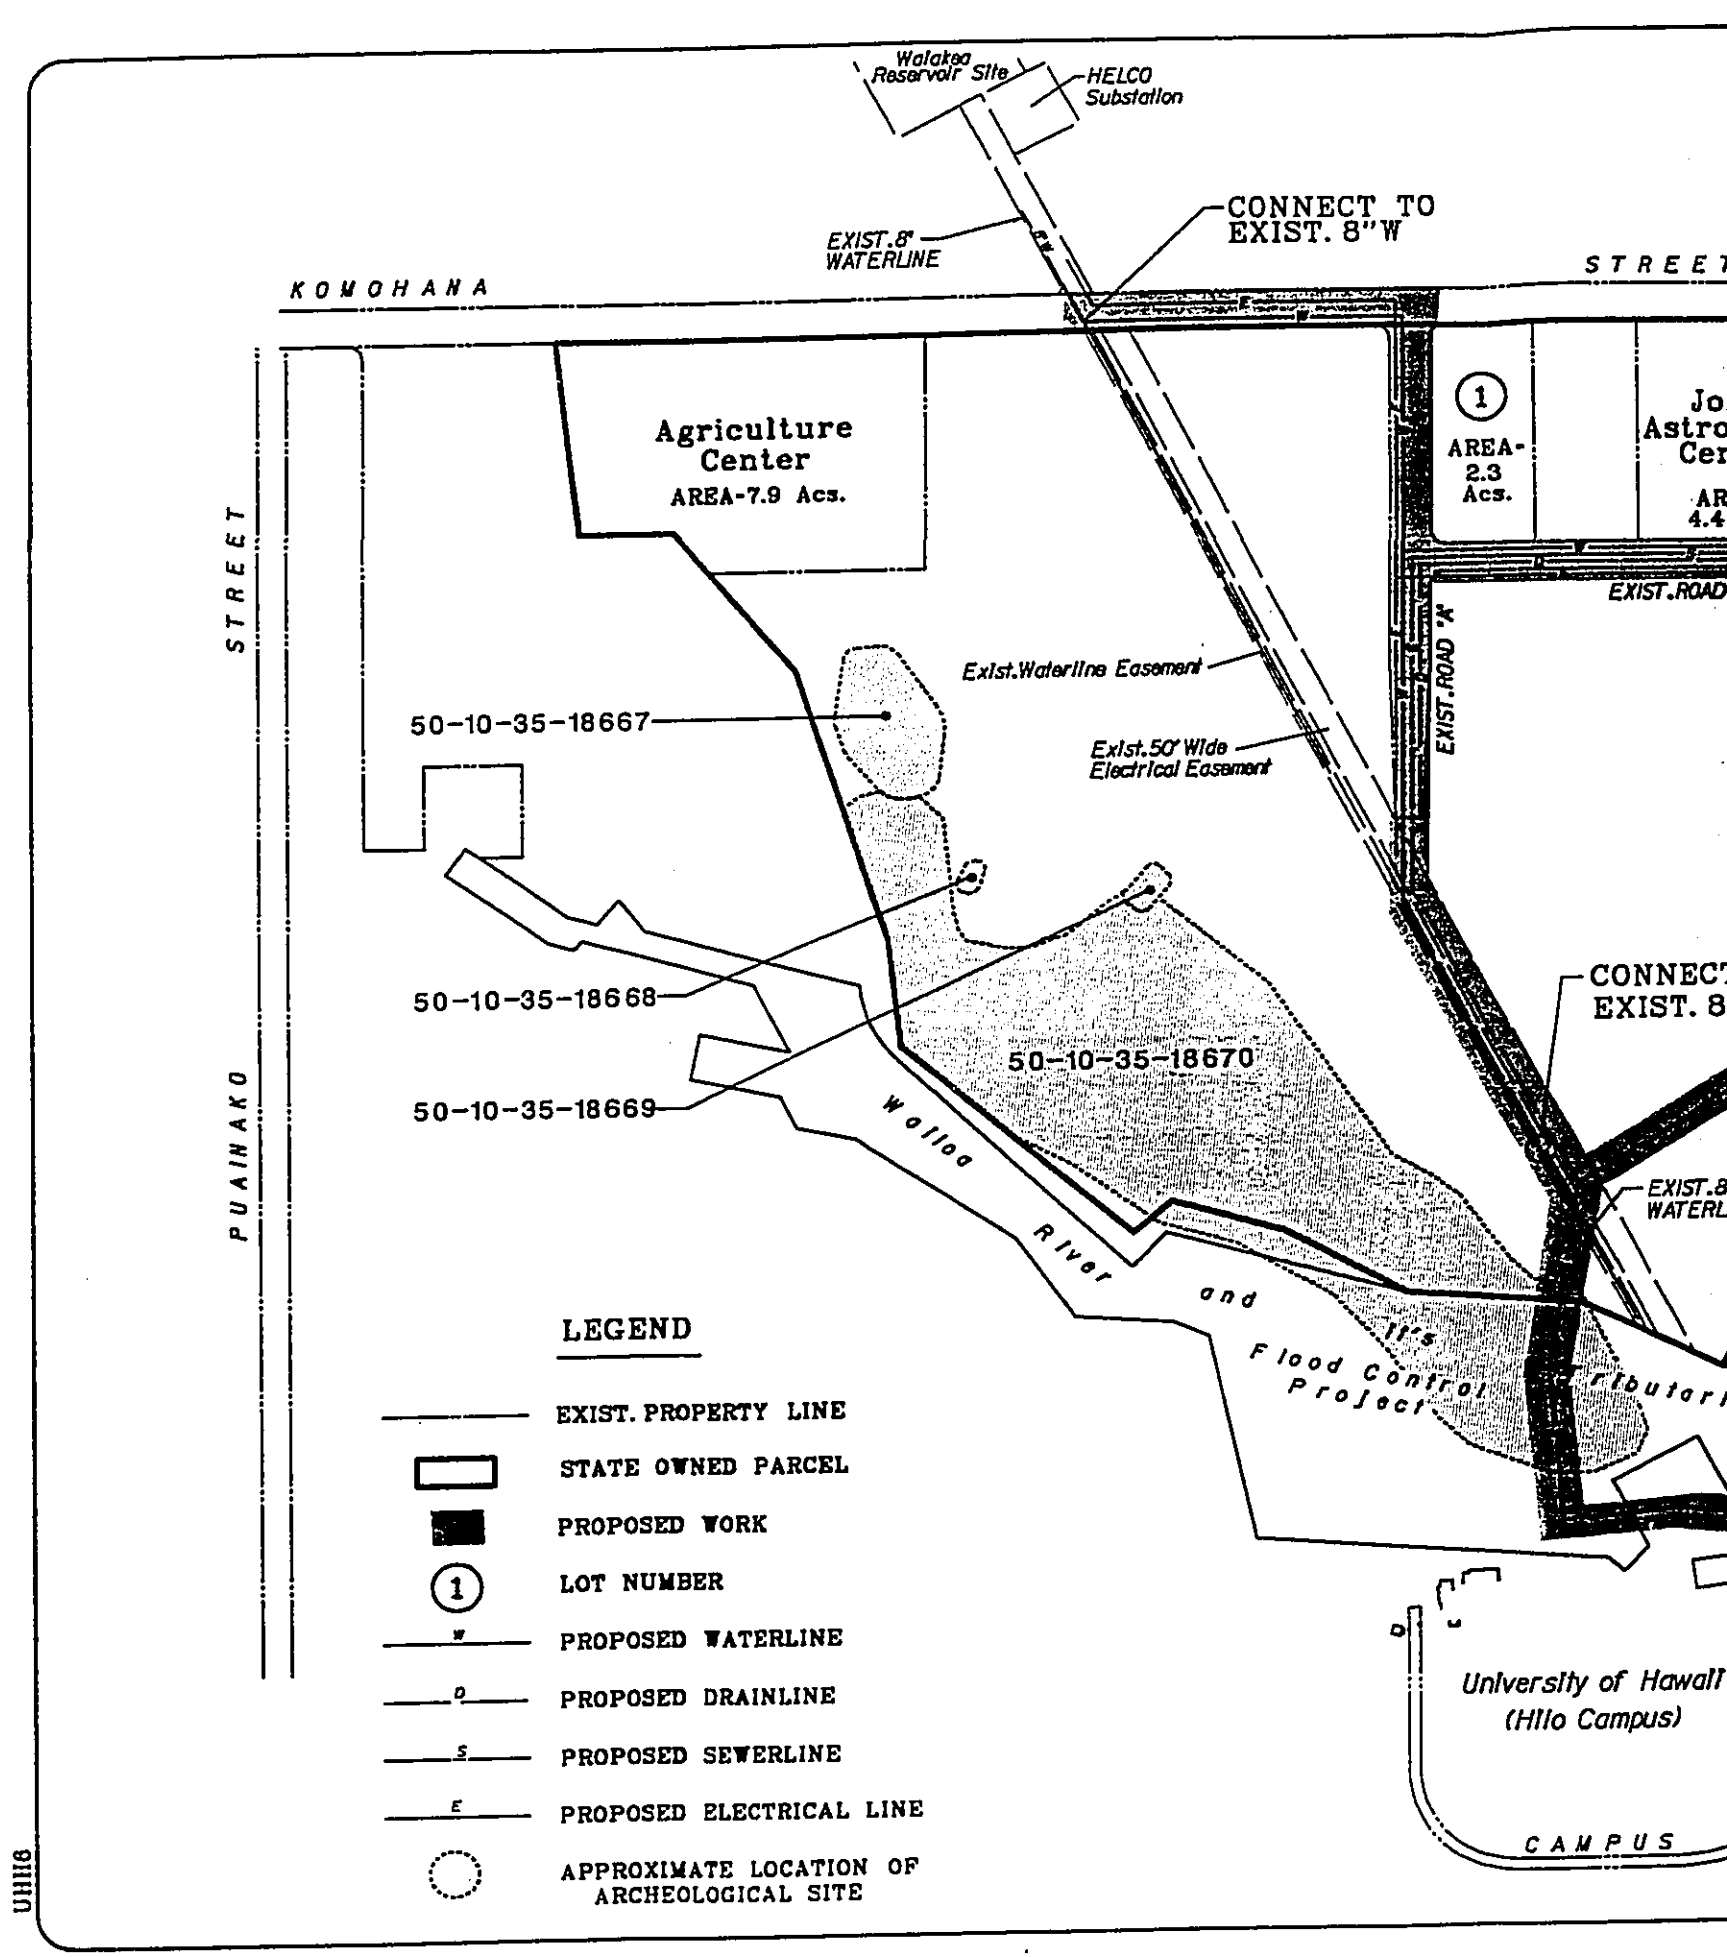 Waiakea
Reservoir Site
HELCO
Substation
CONNECT TO
EXIST. 8"W
EXIST. 8"
WATERLINE
KOMOHANA
STREET
E
W
1
AREA-
2.3
Acs.
Jo
Astro
Cer
AR
4.4
Agriculture
Center
AREA-7.9 Acs.
EXIST. ROAD
EXIST. ROAD "A"
STREET
Exist. Waterline Easement
50-10-35-18667
Exist. 50' Wide
Electrical Easement
CONNECT
EXIST. 8
50-10-35-18668
50-10-35-18670
50-10-35-18669
PUAINAKO
Wailoa
River
and
It's
Tributari
Flood Control
Project
EXIST. 8
WATERL
LEGEND
EXIST. PROPERTY LINE
STATE OWNED PARCEL
PROPOSED WORK
1 LOT NUMBER
W PROPOSED WATERLINE
D PROPOSED DRAINLINE
S PROPOSED SEWERLINE
E PROPOSED ELECTRICAL LINE
APPROXIMATE LOCATION OF
ARCHEOLOGICAL SITE
University of Hawaii
(Hilo Campus)
CAMPUS